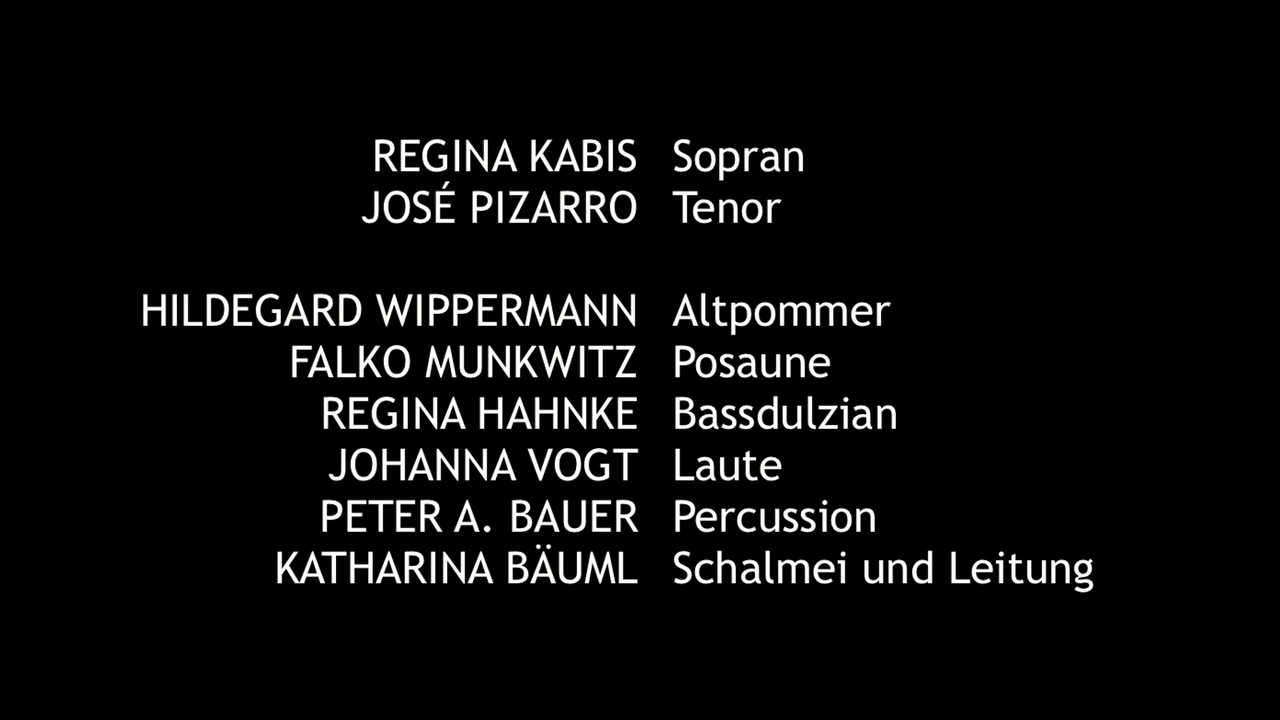 REGINA KABIS Sopran
JOSÉ PIZARRO Tenor
HILDEGARD WIPPERMANN Altpommer
FALKO MUNKWITZ Posaune
REGINA HAHNKE Bassdulzian
JOHANNA VOGT Laute
PETER A. BAUER Percussion
KATHARINA BÄUML Schalmei und Leitung